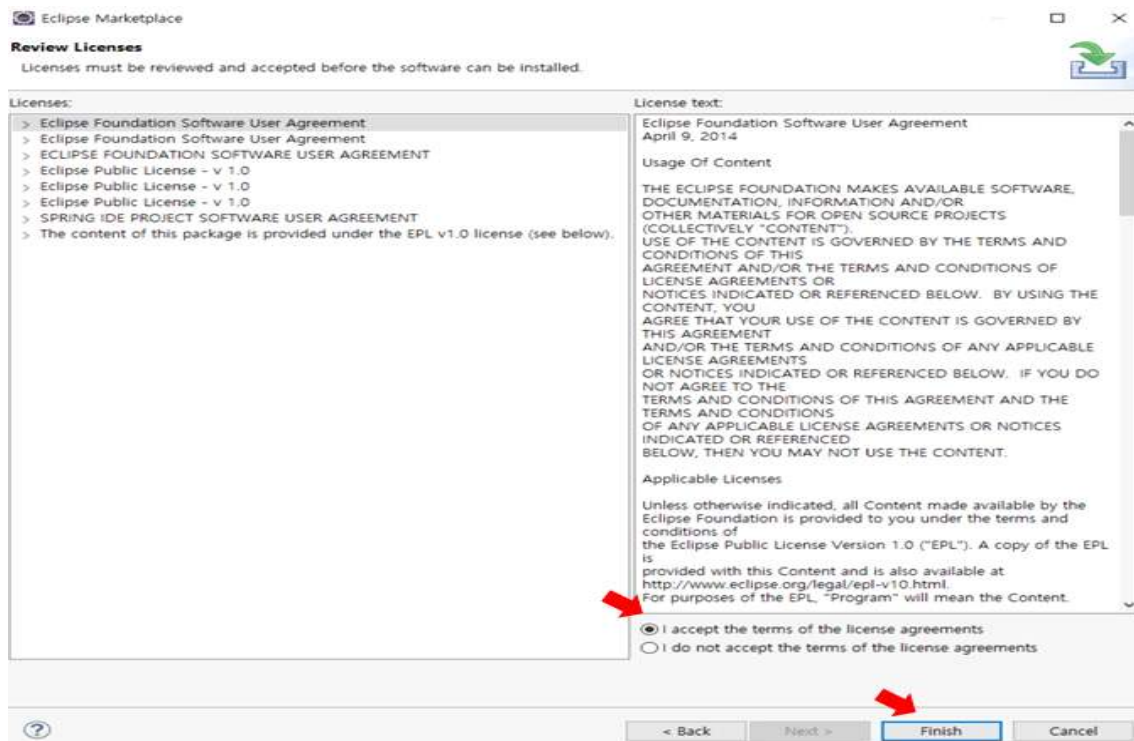 Eclipse Marketplace
Review Licenses
Licenses must be reviewed and accepted before the software can be installed.
Licenses:
> Eclipse Foundation Software User Agreement
> Eclipse Foundation Software User Agreement
> ECLIPSE FOUNDATION SOFTWARE USER AGREEMENT
> Eclipse Public License - v 1.0
> Eclipse Public License - v 1.0
> Eclipse Public License - v 1.0
> SPRING IDE PROJECT SOFTWARE USER AGREEMENT
> The content of this package is provided under the EPL v1.0 license (see below).
License text:
Eclipse Foundation Software User Agreement
April 9, 2014
Usage Of Content
THE ECLIPSE FOUNDATION MAKES AVAILABLE SOFTWARE,
DOCUMENTATION, INFORMATION AND/OR
OTHER MATERIALS FOR OPEN SOURCE PROJECTS
(COLLECTIVELY "CONTENT").
USE OF THE CONTENT IS GOVERNED BY THE TERMS AND
CONDITIONS OF THIS
AGREEMENT AND/OR THE TERMS AND CONDITIONS OF
LICENSE AGREEMENTS OR
NOTICES INDICATED OR REFERENCED BELOW.  BY USING THE
CONTENT, YOU
AGREE THAT YOUR USE OF THE CONTENT IS GOVERNED BY
THIS AGREEMENT
AND/OR THE TERMS AND CONDITIONS OF ANY APPLICABLE
LICENSE AGREEMENTS
OR NOTICES INDICATED OR REFERENCED BELOW.  IF YOU DO
NOT AGREE TO THE
TERMS AND CONDITIONS OF THIS AGREEMENT AND THE
TERMS AND CONDITIONS
OF ANY APPLICABLE LICENSE AGREEMENTS OR NOTICES
INDICATED OR REFERENCED
BELOW, THEN YOU MAY NOT USE THE CONTENT.
Applicable Licenses
Unless otherwise indicated, all Content made available by the
Eclipse Foundation is provided to you under the terms and
conditions of
the Eclipse Public License Version 1.0 ("EPL"). A copy of the EPL
is
provided with this Content and is also available at
http://www.eclipse.org/legal/epl-v10.html.
For purposes of the EPL, "Program" will mean the Content.
I accept the terms of the license agreements
I do not accept the terms of the license agreements
? < Back Next > Finish Cancel